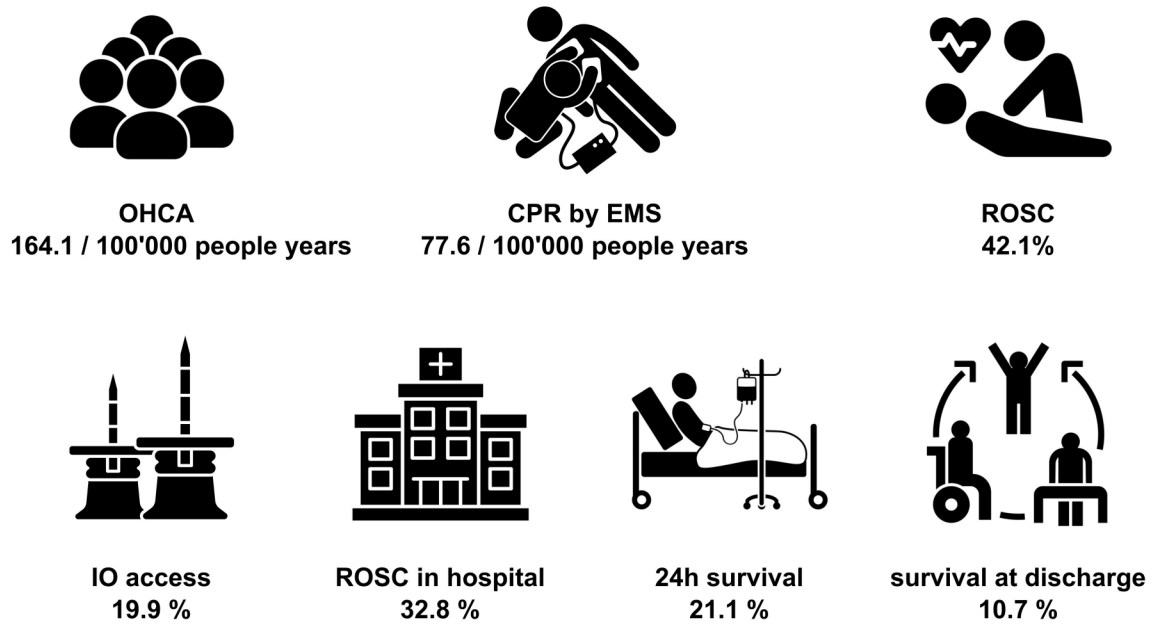 OHCA
164.1 / 100'000 people years
CPR by EMS
77.6 / 100'000 people years
ROSC
42.1%
IO access
19.9 %
ROSC in hospital
32.8 %
24h survival
21.1 %
survival at discharge
10.7 %